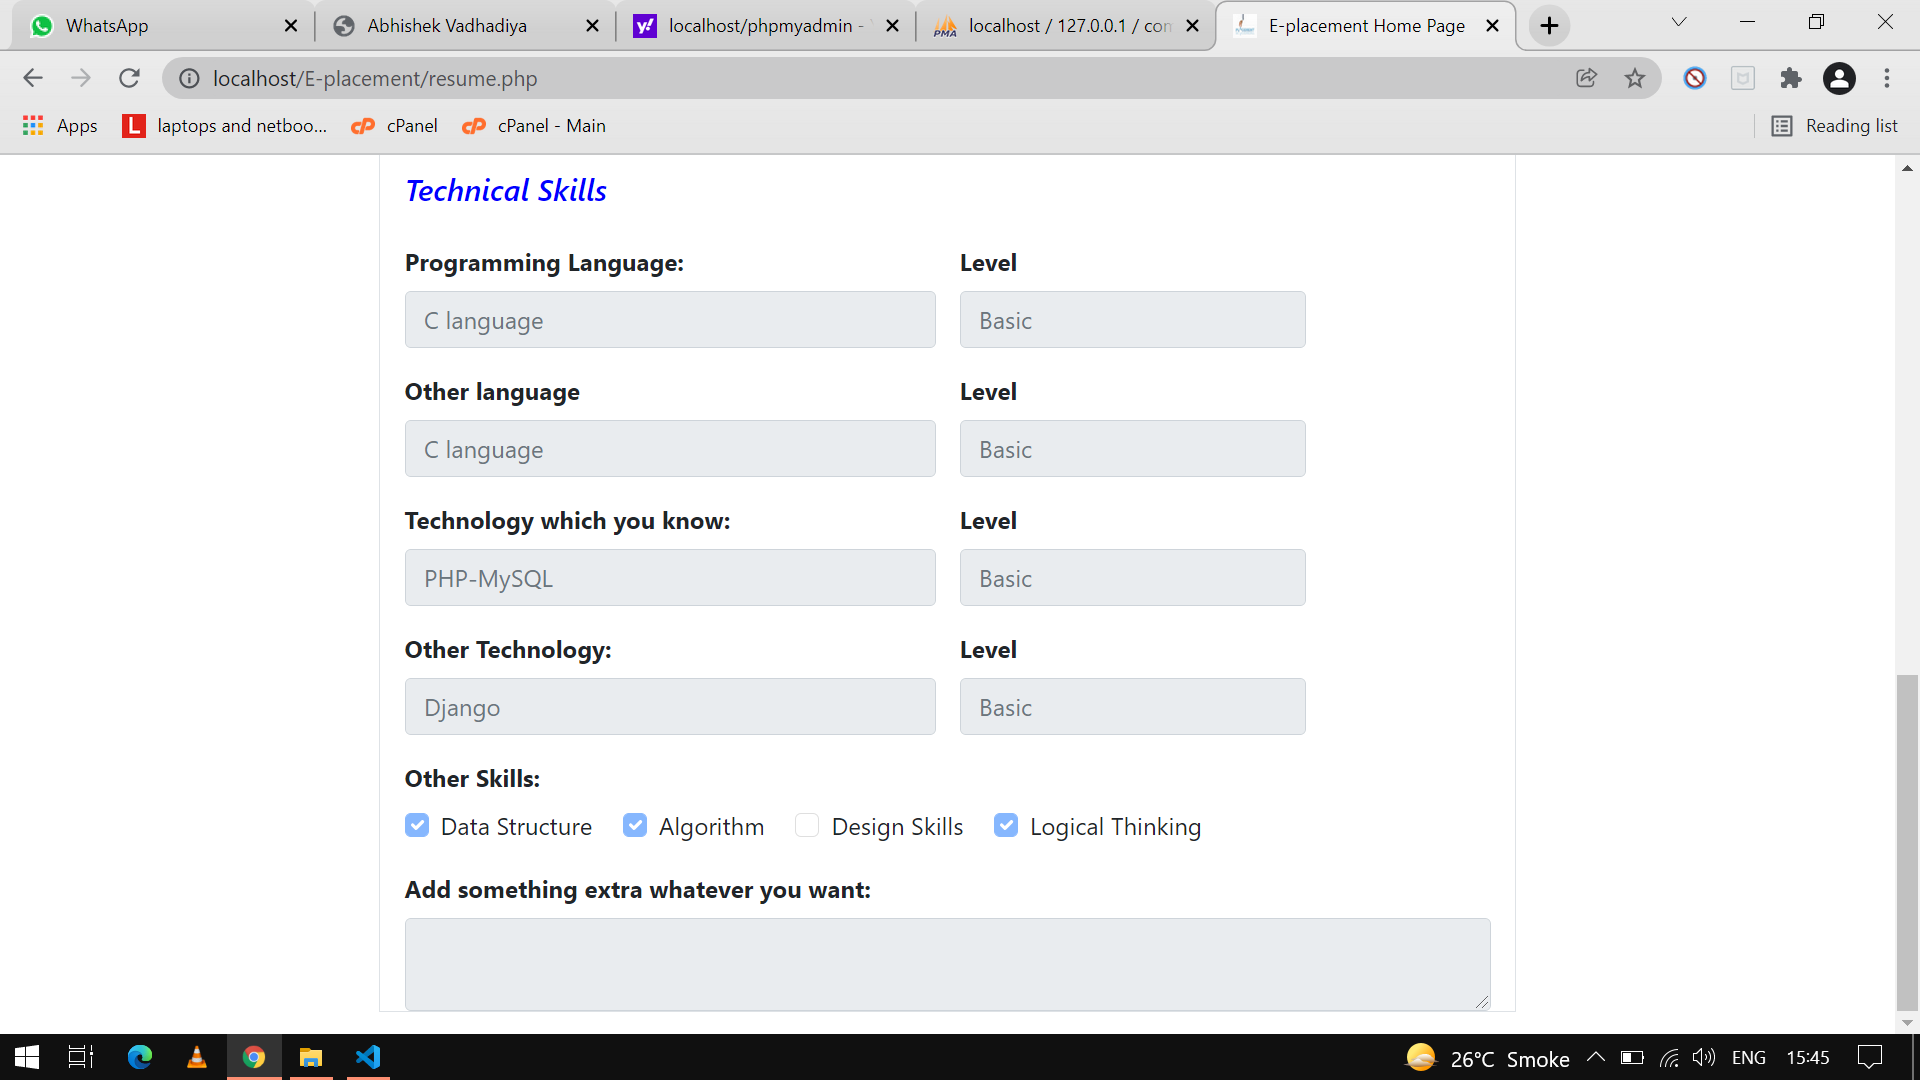 WhatsApp
Abhishek Vadhadiya
localhost/phpmyadmin -
localhost / 127.0.0.1 / con
E-placement Home Page
localhost/E-placement/resume.php
Apps
laptops and netboo...
cPanel
cPanel - Main
Reading list
Technical Skills
Programming Language:
Level
C language
Basic
Other language
Level
C language
Basic
Technology which you know:
Level
PHP-MySQL
Basic
Other Technology:
Level
Django
Basic
Other Skills:
Data Structure
Algorithm
Design Skills
Logical Thinking
Add something extra whatever you want:
26°C Smoke
ENG
15:45